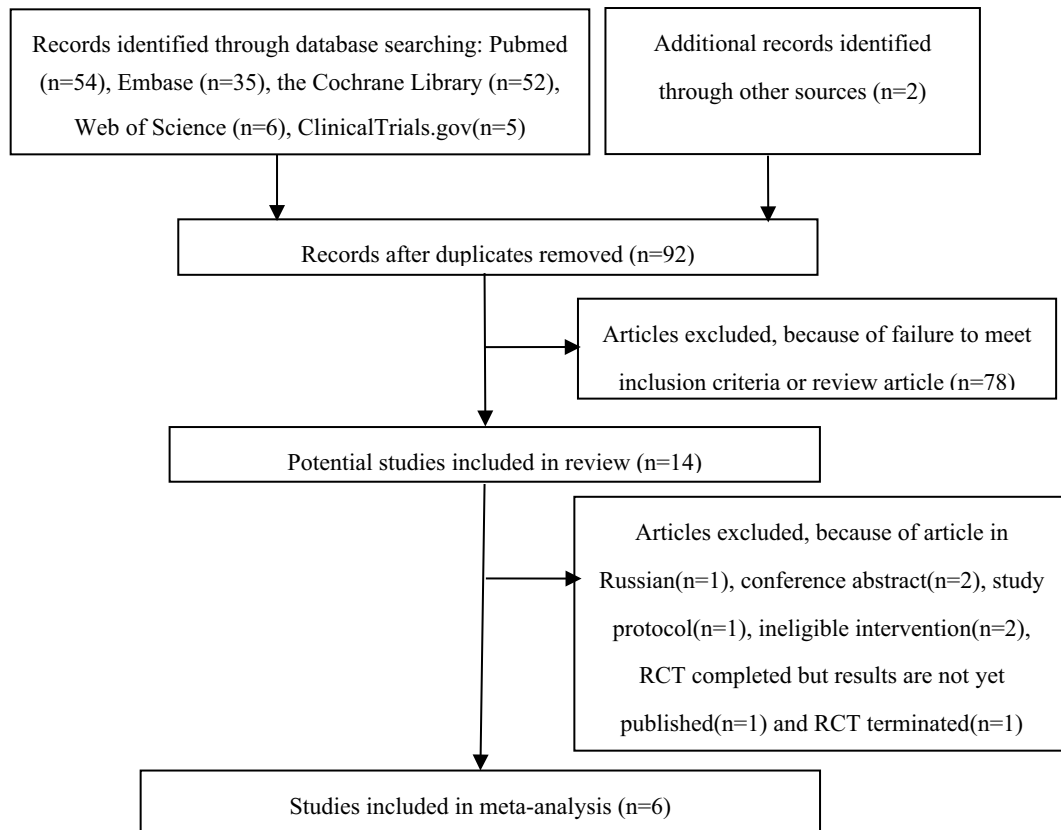 Records identified through database searching: Pubmed
(n=54), Embase (n=35), the Cochrane Library (n=52),
Web of Science (n=6), ClinicalTrials.gov(n=5)
Additional records identified
through other sources (n=2)
Records after duplicates removed (n=92)
Articles excluded, because of failure to meet
inclusion criteria or review article (n=78)
Potential studies included in review (n=14)
Articles excluded, because of article in
Russian(n=1), conference abstract(n=2), study
protocol(n=1), ineligible intervention(n=2),
RCT completed but results are not yet
published(n=1) and RCT terminated(n=1)
Studies included in meta-analysis (n=6)